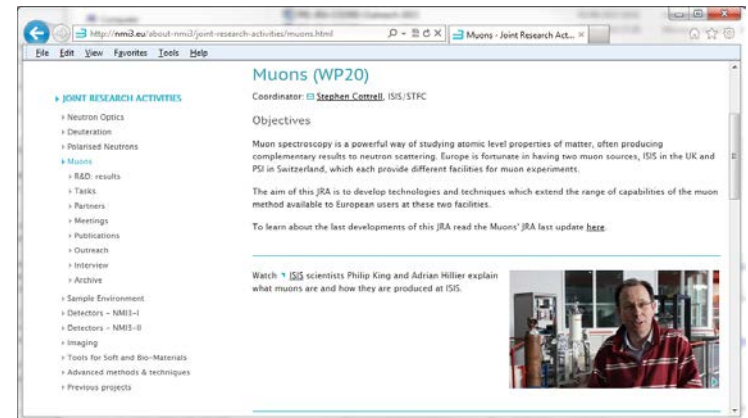 http://nmi3.eu/about-nmi3/joint-research-activities/muons.html
Muons - Joint Research Act...
File Edit View Favorites Tools Help
JOINT RESEARCH ACTIVITIES
Neutron Optics
Deuteration
Polarised Neutrons
Muons
R&D. results
Tasks
Partners
Meetings
Publications
Outreach
Interview
Archive
Sample Environment
Detectors - NMI3-I
Detectors - NMI3-II
Imaging
Tools for Soft and Bio-Materials
Advanced methods & techniques
Previous projects
Muons (WP20)
Coordinator: Stephen Cottrell, ISIS/STFC
Objectives
Muon spectroscopy is a powerful way of studying atomic level properties of matter, often producing
complementary results to neutron scattering. Europe is fortunate in having two muon sources, ISIS in the UK and
PSI in Switzerland, which each provide different facilities for muon experiments.
The aim of this JRA is to develop technologies and techniques which extend the range of capabilities of the muon
method available to European users at these two facilities.
To learn about the last developments of this JRA read the Muons' JRA last update here.
Watch ISIS scientists Philip King and Adrian Hillier explain
what muons are and how they are produced at ISIS.